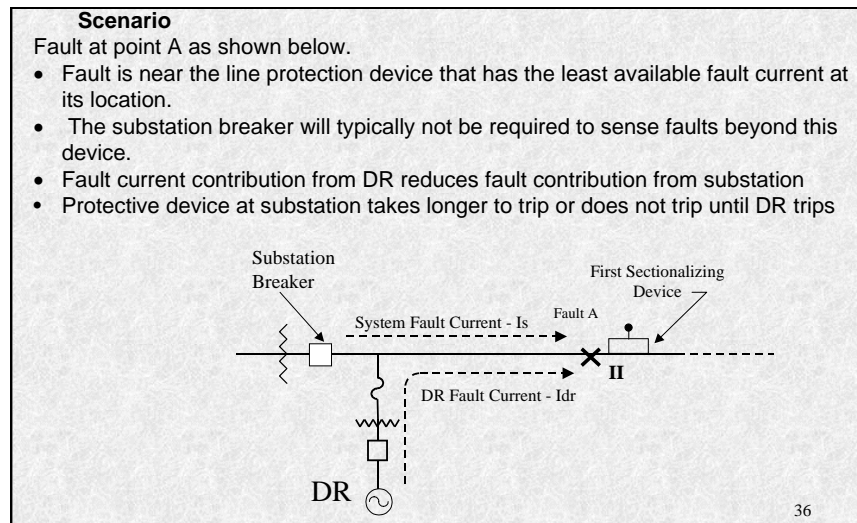 Scenario
Fault at point A as shown below.
• Fault is near the line protection device that has the least available fault current at
its location.
• The substation breaker will typically not be required to sense faults beyond this
device.
• Fault current contribution from DR reduces fault contribution from substation
• Protective device at substation takes longer to trip or does not trip until DR trips
Substation
Breaker
First Sectionalizing
Device
System Fault Current - Is
Fault A
II
DR Fault Current - Idr
DR
36